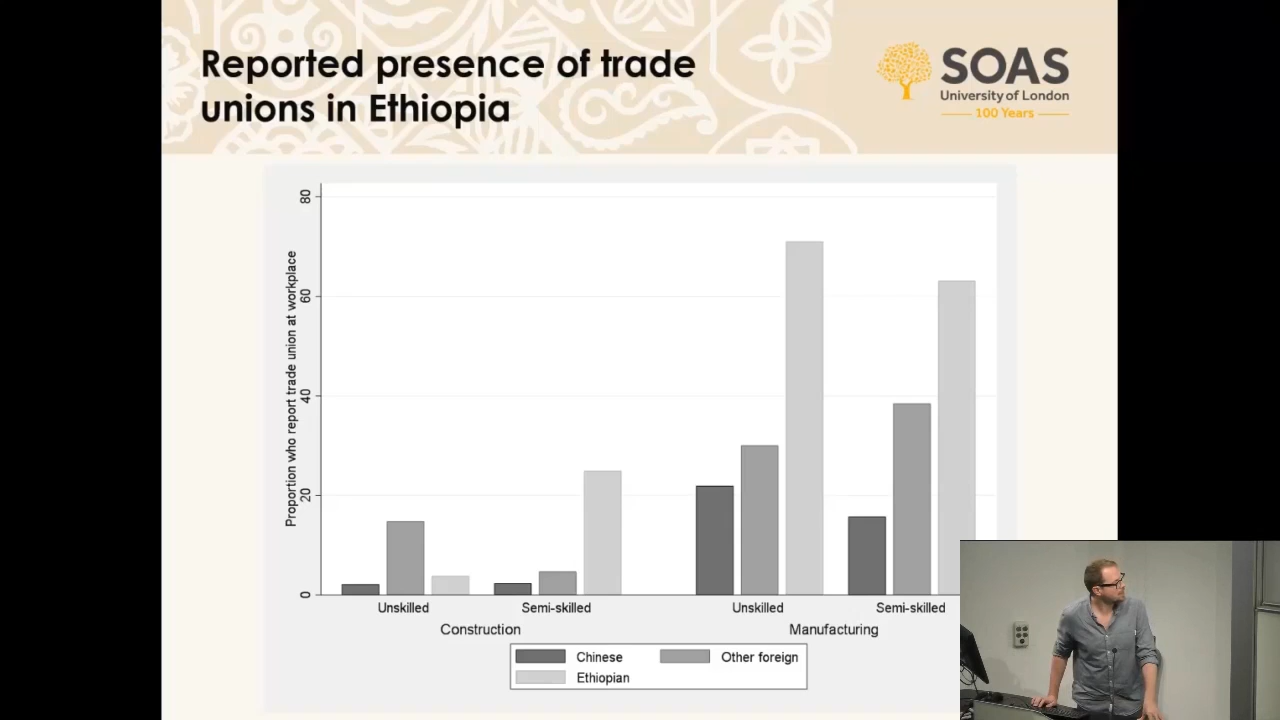 Reported presence of trade
unions in Ethiopia
SOAS
University of London
100 Years
Proportion who report trade union at workplace
80
60
40
20
0
Unskilled
Semi-skilled
Unskilled
Semi-skilled
Construction
Manufacturing
Chinese
Other foreign
Ethiopian